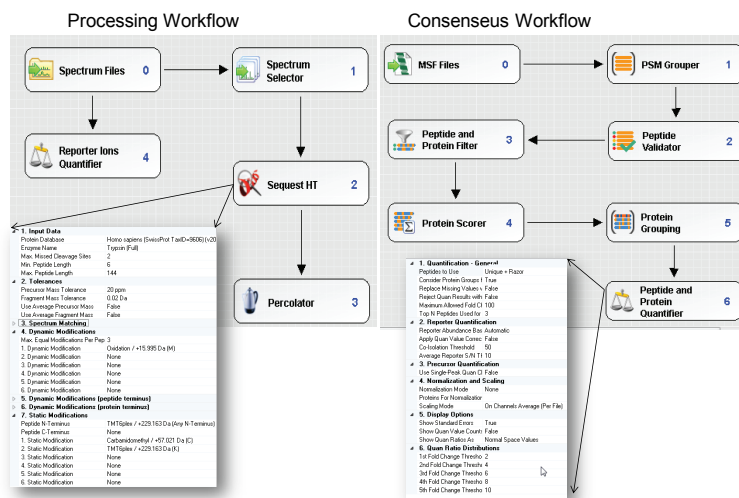 Processing Workflow
Consenseus Workflow
Spectrum Files 0
Spectrum Selector 1
Reporter Ions Quantifier 4
Sequest HT 2
Percolator 3
1. Input Data
Protein Database Homo sapiens (SwissProt TaxID=9606) (v20
Enzyme Name Trypsin (Full)
Max. Missed Cleavage Sites 2
Min. Peptide Length 6
Max. Peptide Length 144
2. Tolerances
Precursor Mass Tolerance 20 ppm
Fragment Mass Tolerance 0.02 Da
Use Average Precursor Mass False
Use Average Fragment Mass False
3. Spectrum Matching
4. Dynamic Modifications
Max. Equal Modifications Per Pep 3
1. Dynamic Modification Oxidation / +15.995 Da (M)
2. Dynamic Modification None
3. Dynamic Modification None
4. Dynamic Modification None
5. Dynamic Modification None
6. Dynamic Modification None
5. Dynamic Modifications (peptide terminus)
6. Dynamic Modifications (protein terminus)
7. Static Modifications
Peptide N-Terminus TMT6plex / +229.163 Da (Any N-Terminus)
Peptide C-Terminus None
1. Static Modification Carbamidomethyl / +57.021 Da (C)
2. Static Modification TMT6plex / +229.163 Da (K)
3. Static Modification None
4. Static Modification None
5. Static Modification None
6. Static Modification None
MSF Files 0
PSM Grouper 1
Peptide and Protein Filter 3
Peptide Validator 2
Protein Scorer 4
Protein Grouping 5
Peptide and Protein Quantifier 6
1. Quantification - General
Peptides to Use Unique + Razor
Consider Protein Groups f True
Replace Missing Values v False
Reject Quan Results with False
Maximum Allowed Fold Cl 100
Top N Peptides Used for 3
2. Reporter Quantification
Reporter Abundance Bas Automatic
Apply Quan Value Correc False
Co-Isolation Threshold 50
Average Reporter S/N Tl 10
3. Precursor Quantification
Use Single-Peak Quan Cl False
4. Normalization and Scaling
Normalization Mode None
Proteins For Normalization
Scaling Mode On Channels Average (Per File)
5. Display Options
Show Standard Errors True
Show Quan Value Counts False
Show Quan Ratios As Normal Space Values
6. Quan Ratio Distributions
1st Fold Change Thresho 2
2nd Fold Change Thresho 4
3rd Fold Change Thresho 6
4th Fold Change Thresho 8
5th Fold Change Thresho 10